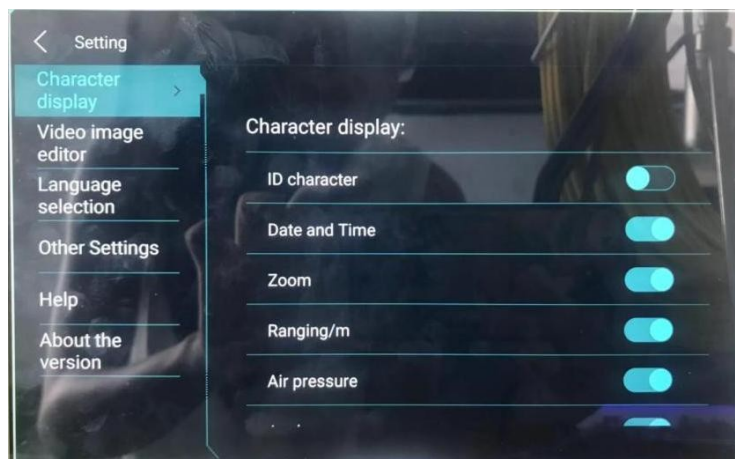 Setting
Character
display
Video image
editor
Language
selection
Other Settings
Help
About the
version
Character display:
ID character
Date and Time
Zoom
Ranging/m
Air pressure